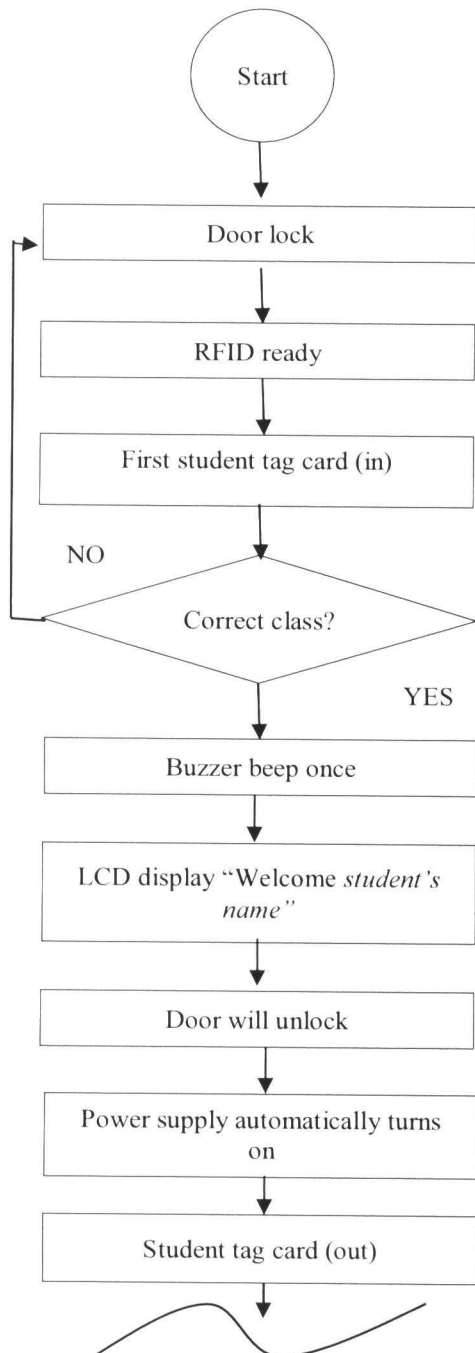 Start
Door lock
RFID ready
First student tag card (in)
NO
Correct class?
YES
Buzzer beep once
LCD display “Welcome student’s
name”
Door will unlock
Power supply automatically turns
on
Student tag card (out)